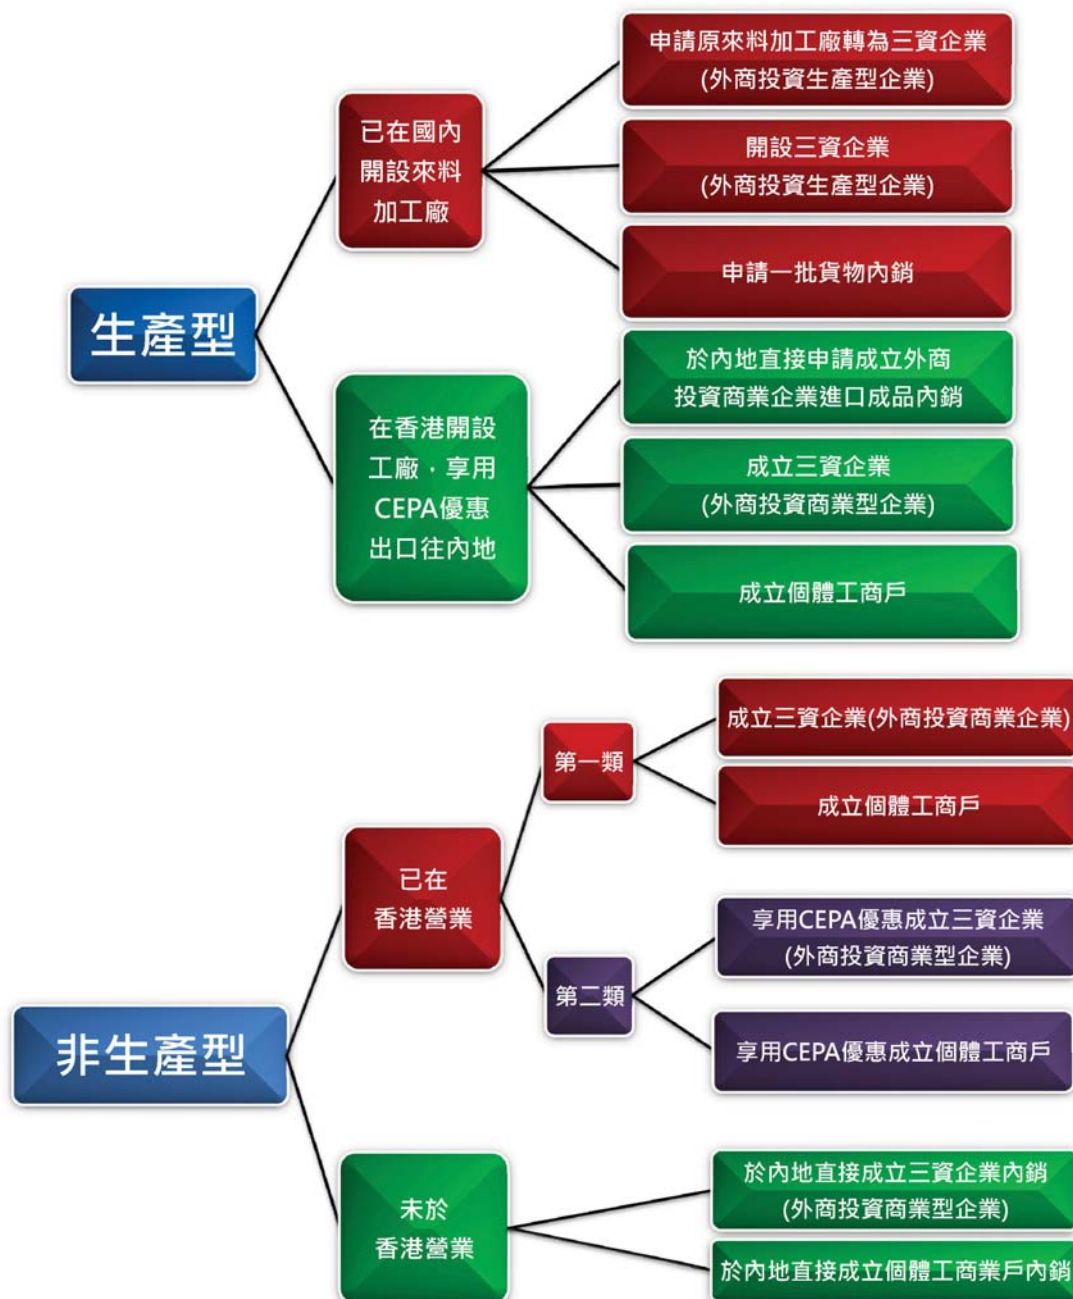 生產型
已在國內
開設來料
加工廠
申請原來料加工廠轉為三資企業
(外商投資生產型企業)
開設三資企業
(外商投資生產型企業)
申請一批貨物內銷
在香港開設
工廠，享用
CEPA優惠
出口往內地
於內地直接申請成立外商
投資商業企業進口成品內銷
成立三資企業
(外商投資商業型企業)
成立個體工商戶
非生產型
已在
香港營業
第一類
成立三資企業(外商投資商業企業)
成立個體工商戶
第二類
享用CEPA優惠成立三資企業
(外商投資商業型企業)
享用CEPA優惠成立個體工商戶
未於
香港營業
於內地直接成立三資企業內銷
(外商投資商業型企業)
於內地直接成立個體工商業戶內銷